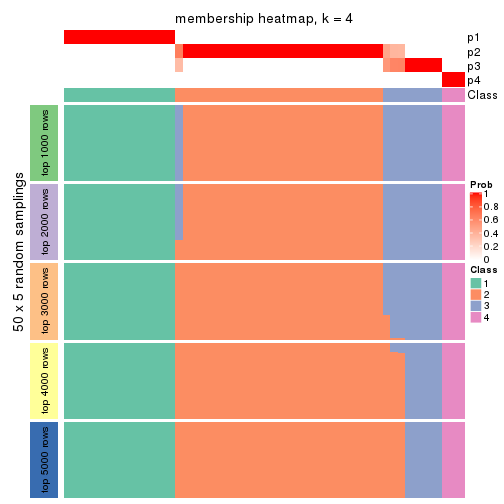 membership heatmap, k = 4
p1
p2
p3
p4
Class
50 x 5 random samplings
top 1000 rows
top 2000 rows
top 3000 rows
top 4000 rows
top 5000 rows
Prob
1
0.8
0.6
0.4
0.2
0
Class
1
2
3
4